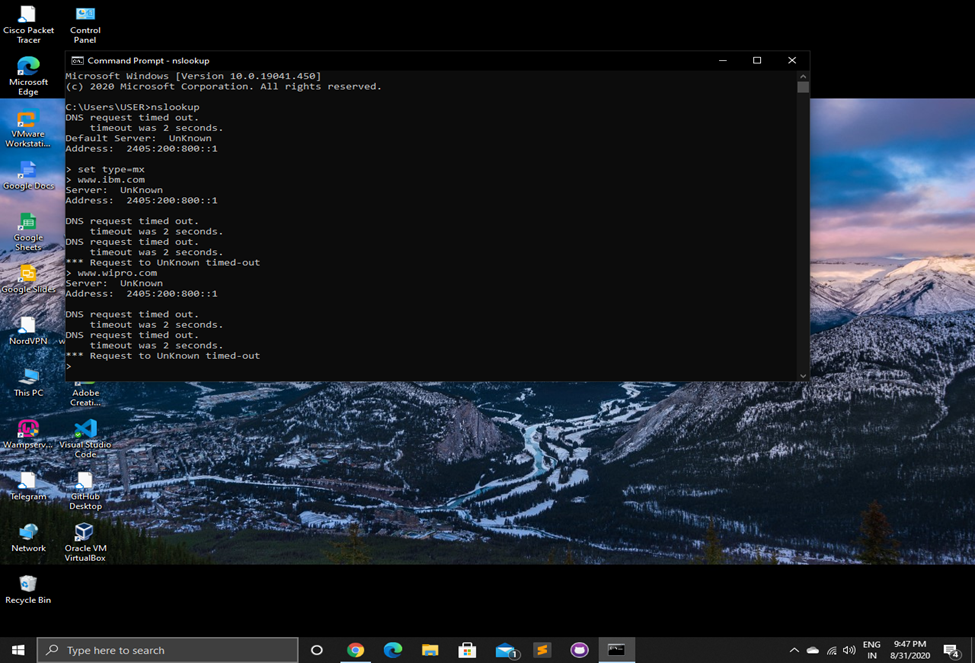 Cisco Packet
Tracer
Control
Panel
Microsoft
Edge
VMware
Workstati...
Google Docs
Google
Sheets
Google Slides
NordVPN
w
This PC
Adobe
Creati...
Wampserv...
Visual Studio
Code
Telegram
GitHub
Desktop
Network
Oracle VM
VirtualBox
Recycle Bin
Command Prompt - nslookup
Microsoft Windows [Version 10.0.19041.450]
(c) 2020 Microsoft Corporation. All rights reserved.
C:\Users\USER>nslookup
DNS request timed out.
timeout was 2 seconds.
Default Server: UnKnown
Address: 2405:200:800::1
> set type=mx
> www.ibm.com
Server: UnKnown
Address: 2405:200:800::1
DNS request timed out.
timeout was 2 seconds.
DNS request timed out.
timeout was 2 seconds.
*** Request to UnKnown timed-out
> www.wipro.com
Server: UnKnown
Address: 2405:200:800::1
DNS request timed out.
timeout was 2 seconds.
DNS request timed out.
timeout was 2 seconds.
*** Request to UnKnown timed-out
>
Type here to search
1
ENG
IN
9:47 PM
8/31/2020
4